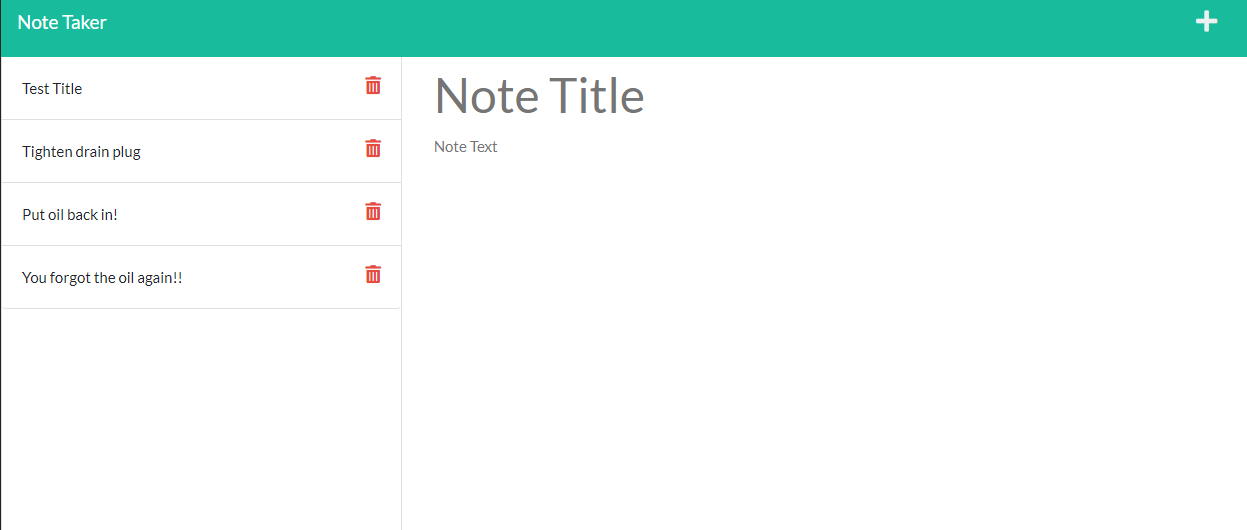 Note Taker
Test Title
Tighten drain plug
Put oil back in!
You forgot the oil again!!
Note Title
Note Text